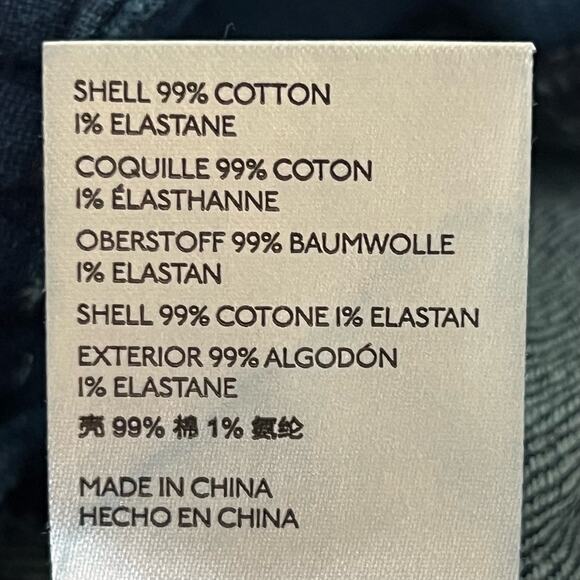 SHELL 99% COTTON
1% ELASTANE
COQUILLE 99% COTON
1% ÉLASTHANNE
OBERSTOFF 99% BAUMWOLLE
1% ELASTAN
SHELL 99% COTONE 1% ELASTAN
EXTERIOR 99% ALGODÓN
1% ELASTANE
壳 99% 棉 1% 氨纶
MADE IN CHINA
HECHO EN CHINA